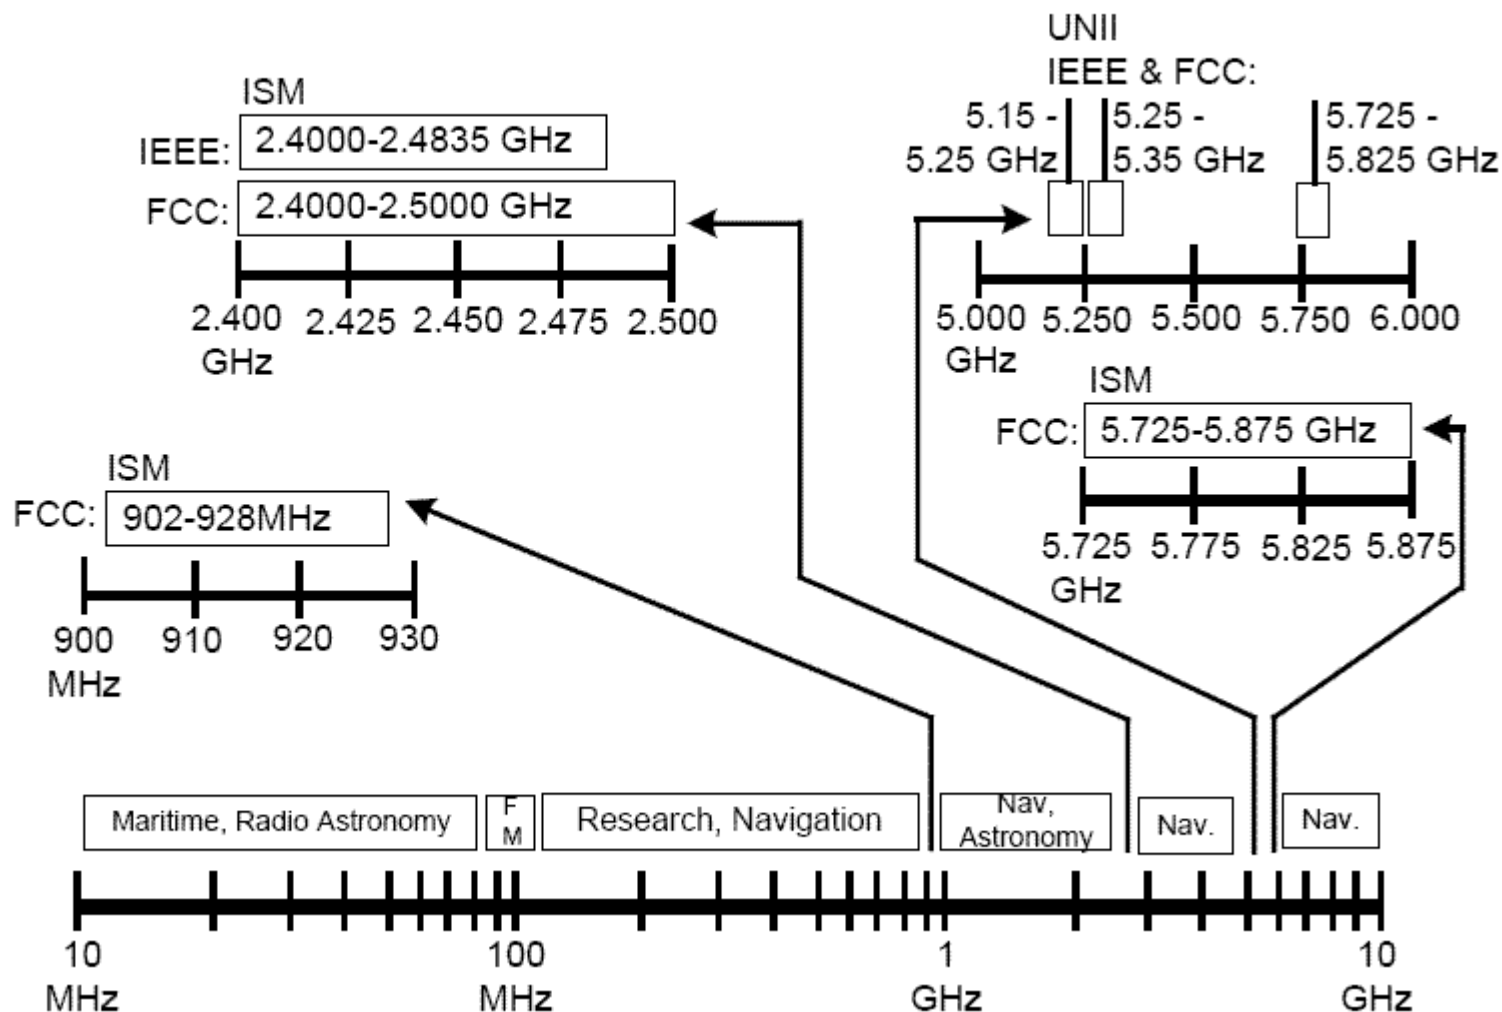 UNII
IEEE & FCC:
5.15 -
5.25 GHz
5.25 -
5.35 GHz
5.725 -
5.825 GHz
5.000 5.250 5.500 5.750 6.000
GHz
ISM
IEEE: 2.4000-2.4835 GHz
FCC: 2.4000-2.5000 GHz
2.400 2.425 2.450 2.475 2.500
GHz
ISM
FCC: 5.725-5.875 GHz
5.725 5.775 5.825 5.875
GHz
ISM
FCC: 902-928MHz
900 910 920 930
MHz
Maritime, Radio Astronomy
F
M
Research, Navigation
Nav,
Astronomy
Nav.
Nav.
10 100 1 10
MHz MHz GHz GHz